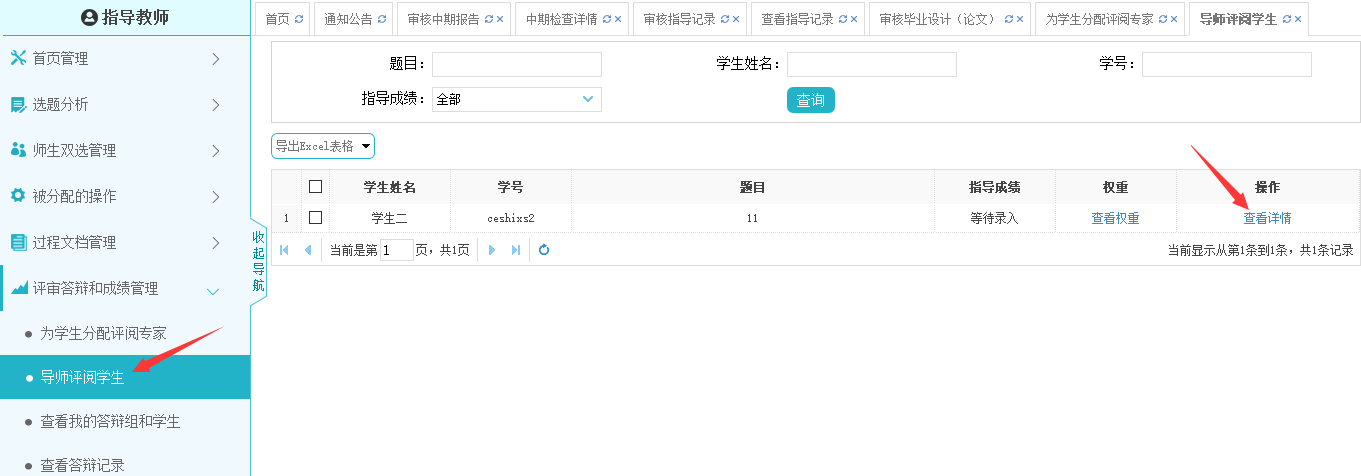 指导教师
首页管理
选题分析
师生双选管理
被分配的操作
过程文档管理
评审答辩和成绩管理
为学生分配评阅专家
导师评阅学生
查看我的答辩组和学生
查看答辩记录
收起导航
首页 通知公告 审核中期报告 中期检查详情 审核指导记录 查看指导记录 审核毕业设计（论文） 为学生分配评阅专家 导师评阅学生
题目： 学生姓名： 学号：
指导成绩： 全部 查询
导出Excel表格
学生姓名 学号 题目 指导成绩 权重 操作
1 学生二 ceshixs2 11 等待录入 查看权重 查看详情
当前是第 1 页，共1页 当前显示从第1条到1条，共1条记录